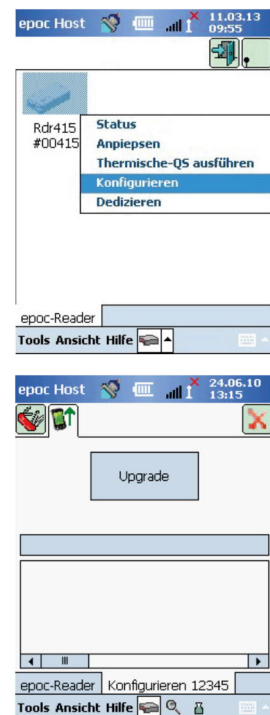 epoc Host 11.03.13
09:55
Rdr415
#00415
Status
Anpiepsen
Thermische-QS ausführen
Konfigurieren
Dedizieren
epoc-Reader
Tools Ansicht Hilfe
epoc Host 24.06.10
13:15
Upgrade
epoc-Reader Konfigurieren 12345
Tools Ansicht Hilfe